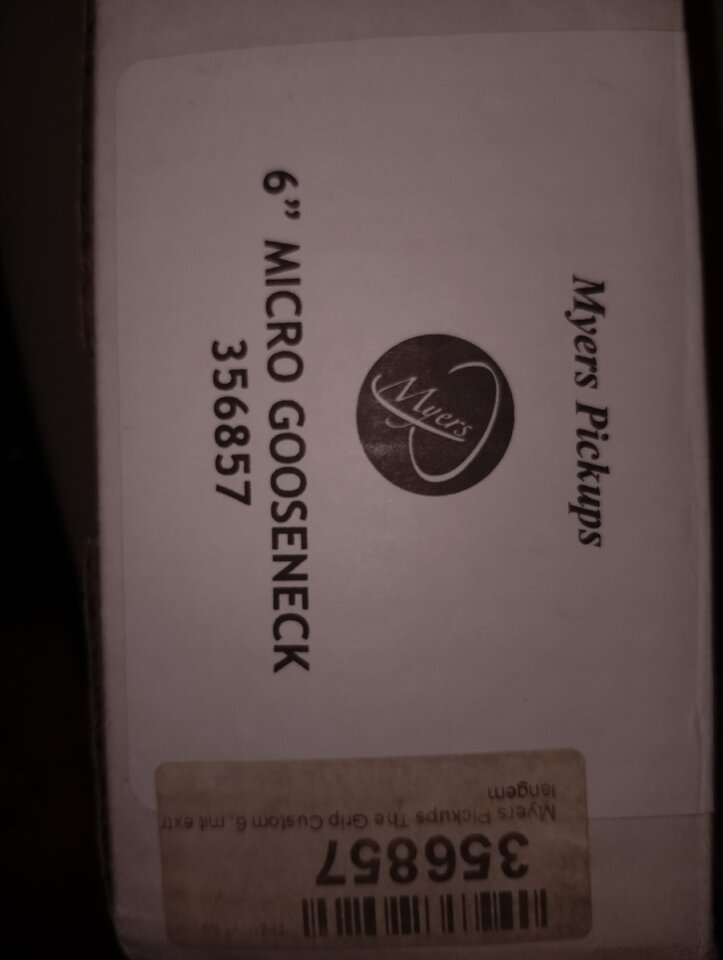 Myers Pickups
Myers
6” MICRO GOOSENECK
356857
Myers Pickups The Grip Custom 6, mit extr
langem
356857